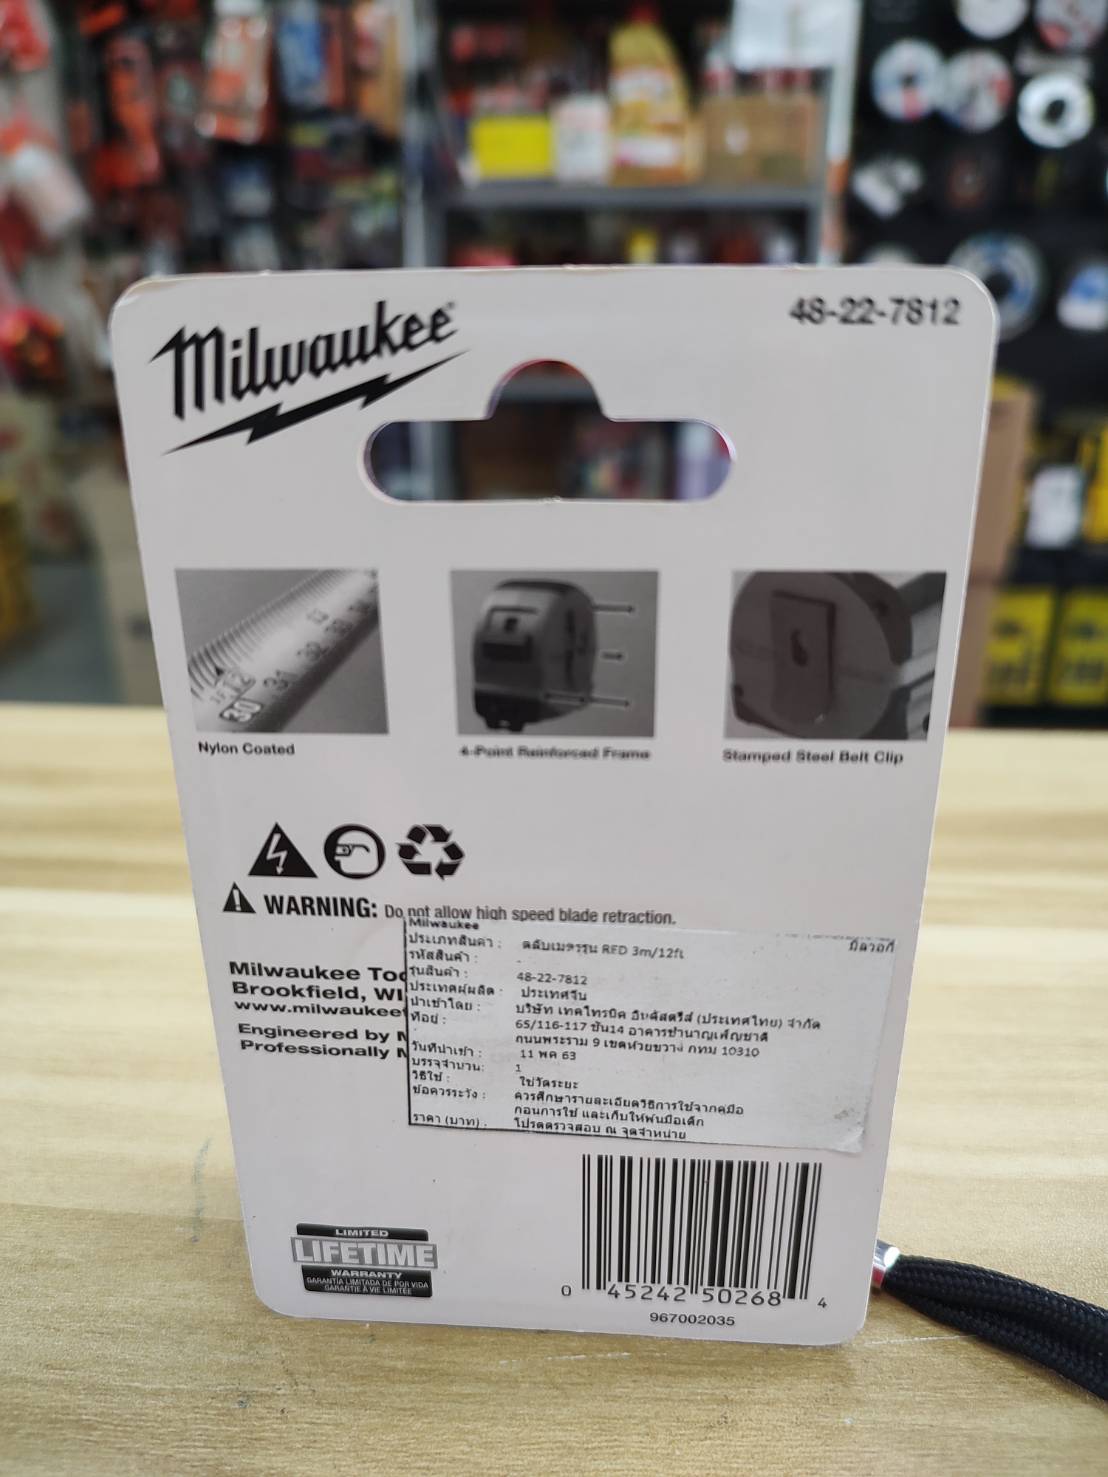 Milwaukee
48-22-7812
Nylon Coated
4-Point Reinforced Frame
Stamped Steel Belt Clip
WARNING: Do not allow high speed blade retraction.
Milwaukee Too
Brookfield, WI
www.milwaukee
Engineered by M
Professionally M
Milwaukee
มิลวอกี้
ประเภทสินค้า : ตลับเมตรรุ่น RED 3m/12ft
รหัสสินค้า : -
รุ่นสินค้า : 48-22-7812
ประเทศผู้ผลิต : ประเทศจีน
นำเข้าโดย : บริษัท เทคโทรนิค อินดัสตรีส์ (ประเทศไทย) จำกัด
ที่อยู่ : 65/116-117 ชั้น14 อาคารชำนาญเพ็ญชาติ
ถนนพระราม 9 เขตห้วยขวาง กทม 10310
วันที่นำเข้า : 11 พค 63
บรรจุจำนวน: 1
วิธีใช้ : ใช้วัดระยะ
ข้อควรระวัง : ควรศึกษารายละเอียดวิธีการใช้จากคู่มือ
ก่อนการใช้ และเก็บให้พ้นมือเด็ก
ราคา (บาท) : โปรดตรวจสอบ ณ จุดจำหน่าย
LIMITED
LIFETIME
WARRANTY
GARANTÍA LIMITADA DE POR VIDA
GARANTIE À VIE LIMITÉE
0 45242 50268 4
967002035